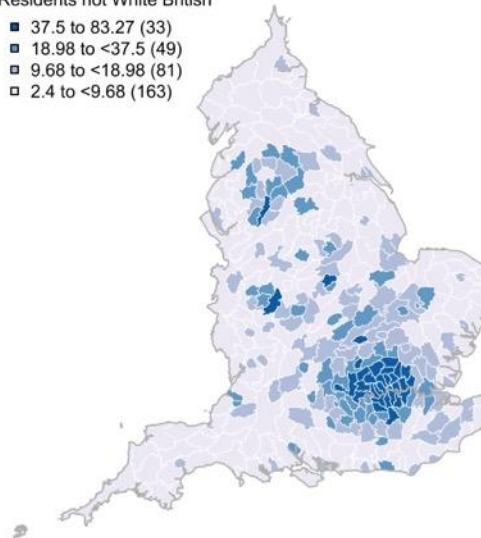 Residents not White British
37.5 to 83.27 (33)
18.98 to <37.5 (49)
9.68 to <18.98 (81)
2.4 to <9.68 (163)